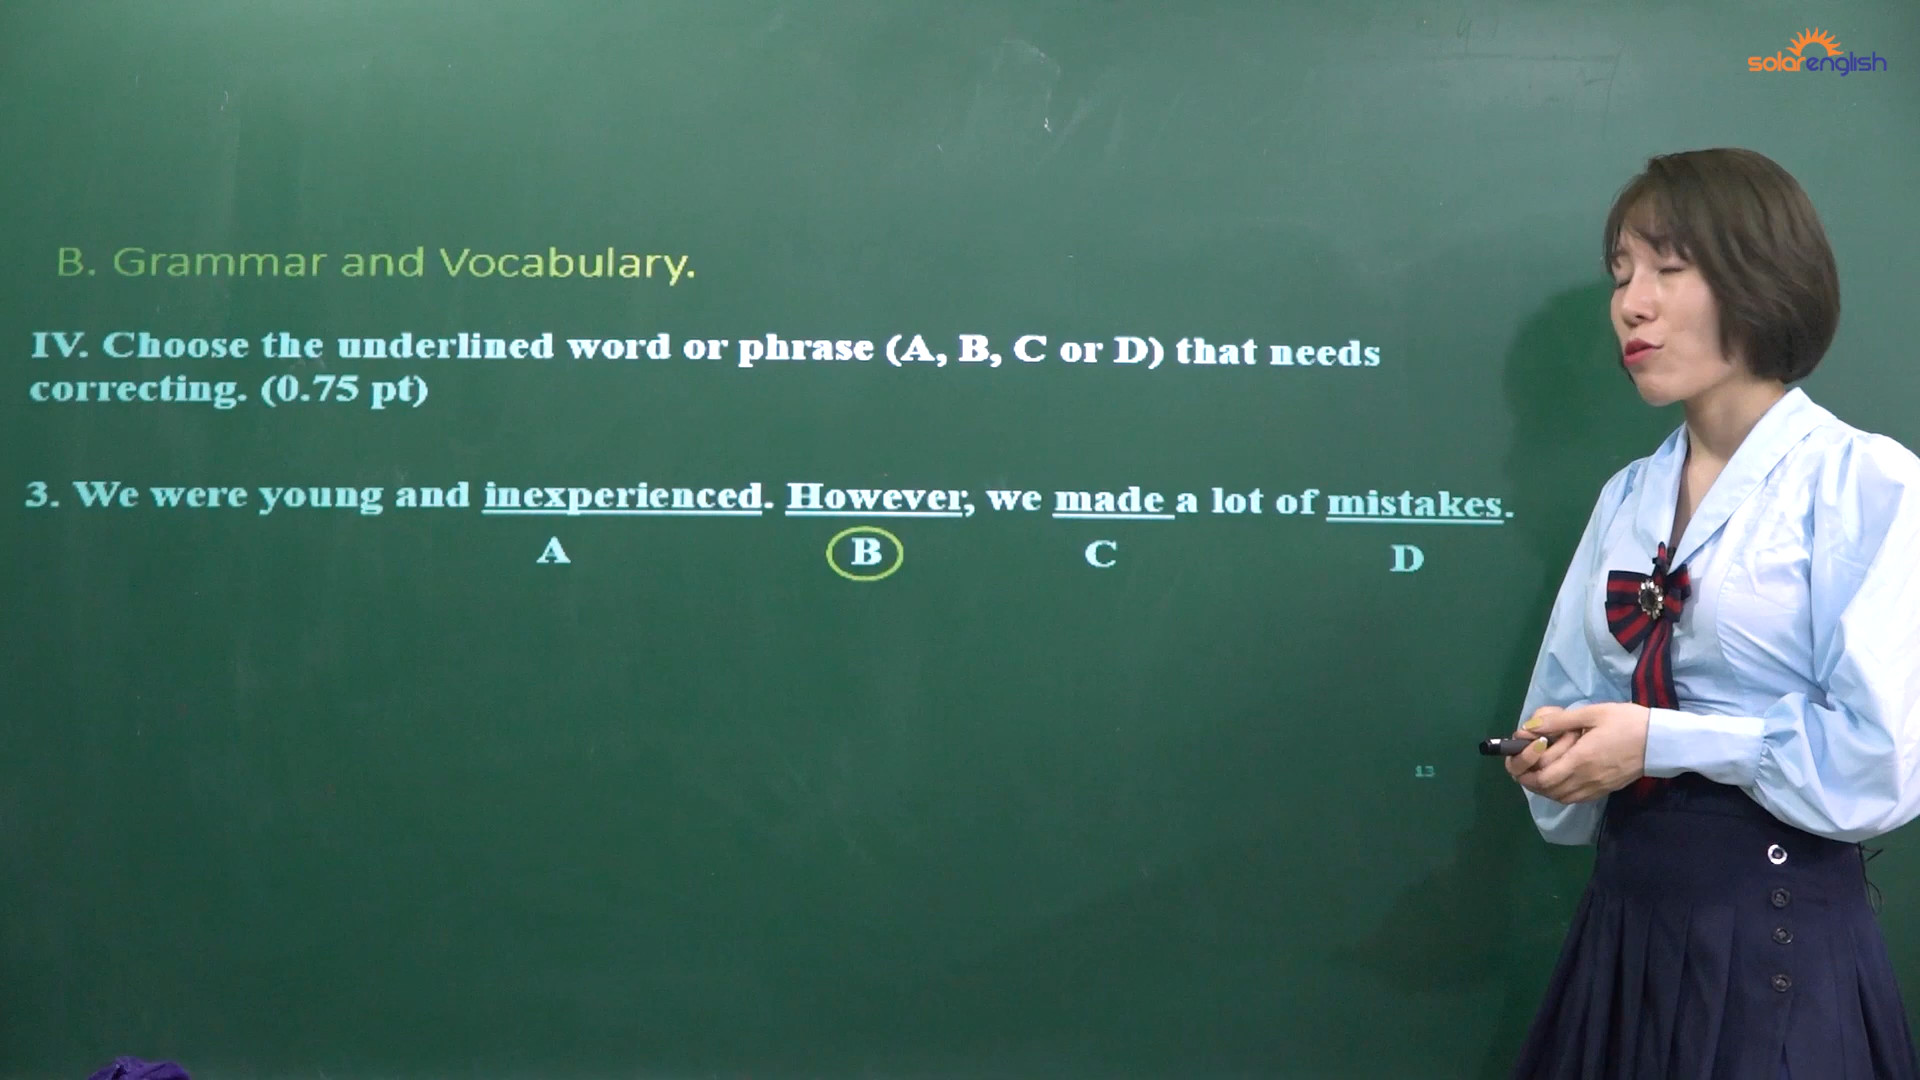 solarenglish
B. Grammar and Vocabulary.
IV. Choose the underlined word or phrase (A, B, C or D) that needs
correcting. (0.75 pt)
3. We were young and inexperienced. However, we made a lot of mistakes.
A B C D
13